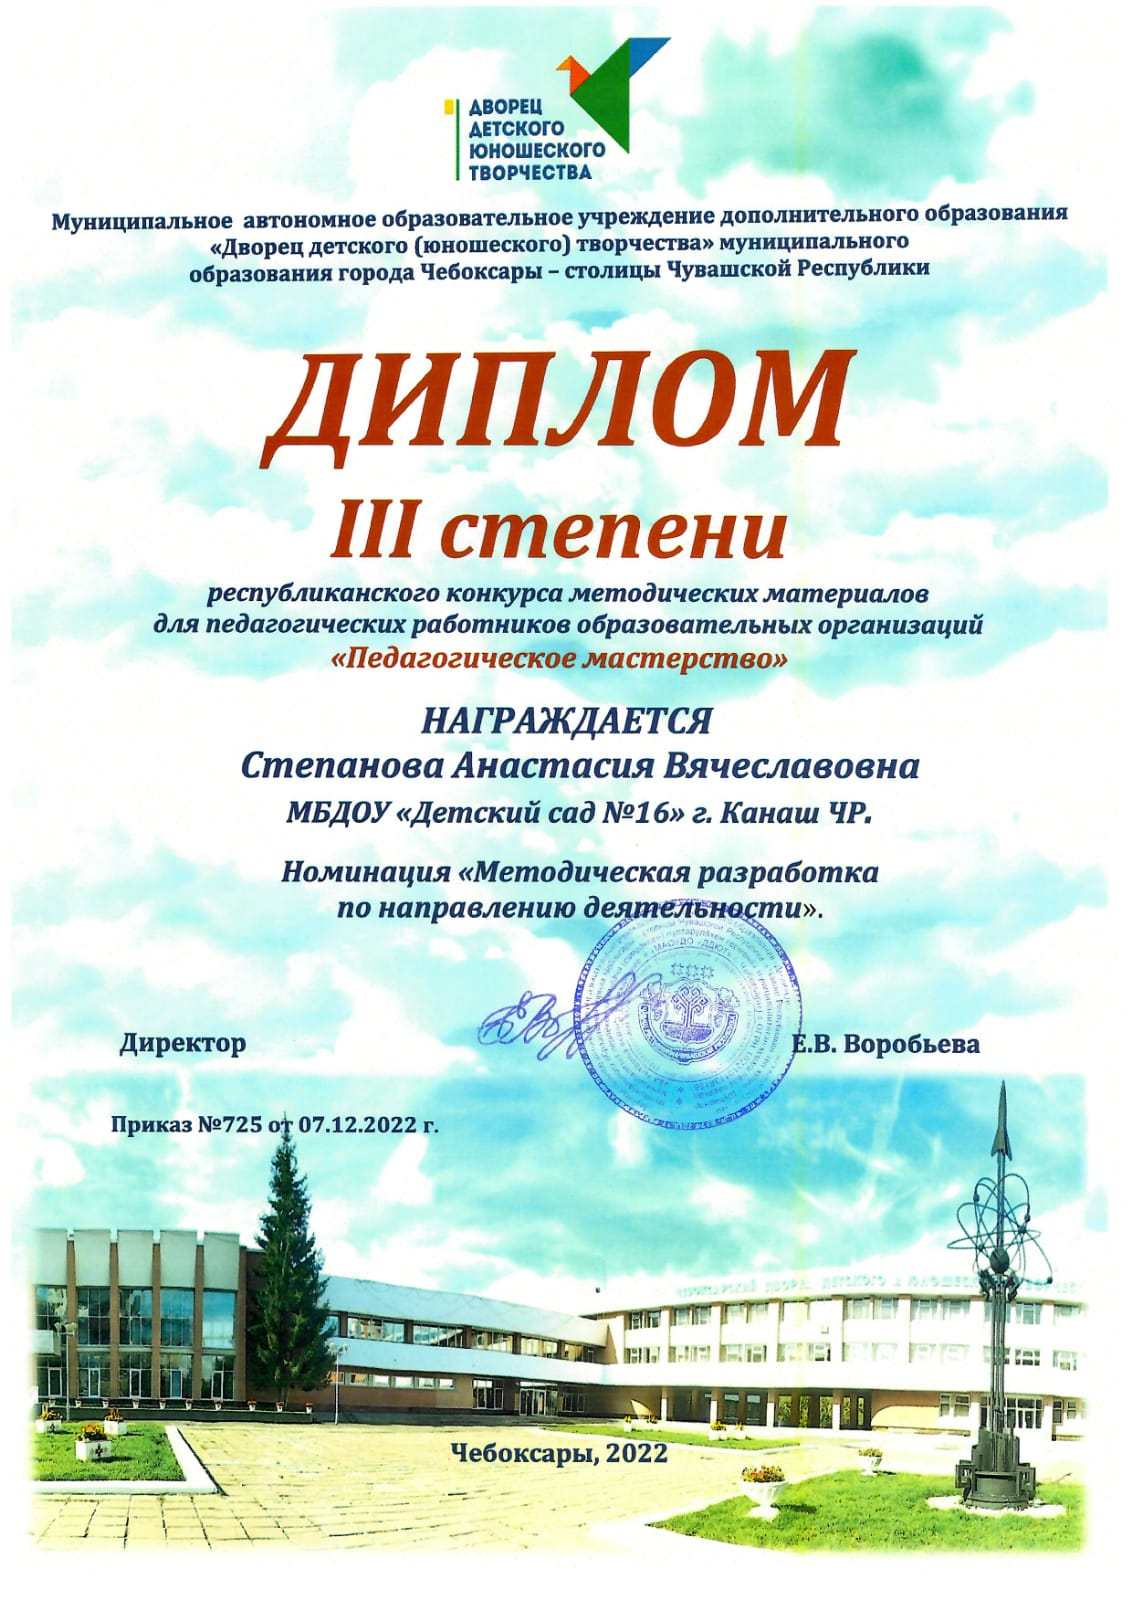 ДВОРЕЦ
ДЕТСКОГО
ЮНОШЕСКОГО
ТВОРЧЕСТВА
Муниципальное автономное образовательное учреждение дополнительного образования
«Дворец детского (юношеского) творчества» муниципального
образования города Чебоксары – столицы Чувашской Республики
ДИПЛОМ
III степени
республиканского конкурса методических материалов
для педагогических работников образовательных организаций
«Педагогическое мастерство»
НАГРАЖДАЕТСЯ
Степанова Анастасия Вячеславовна
МБДОУ «Детский сад №16» г. Канаш ЧР.
Номинация «Методическая разработка
по направлению деятельности».
Директор
Е.В. Воробьева
Приказ №725 от 07.12.2022 г.
Чебоксары, 2022